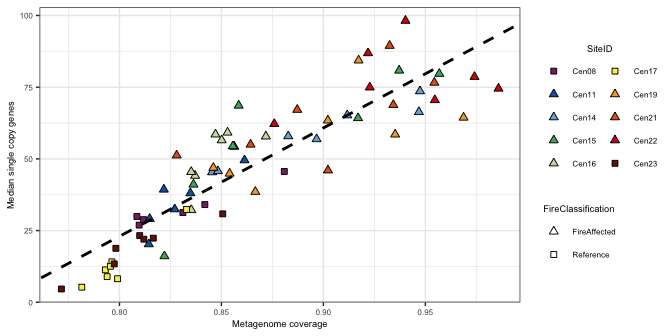 100
75
50
25
0
Median single copy genes
0.80
0.85
0.90
0.95
Metagenome coverage
SiteID
Cen08
Cen17
Cen11
Cen19
Cen14
Cen21
Cen15
Cen22
Cen16
Cen23
FireClassification
FireAffected
Reference